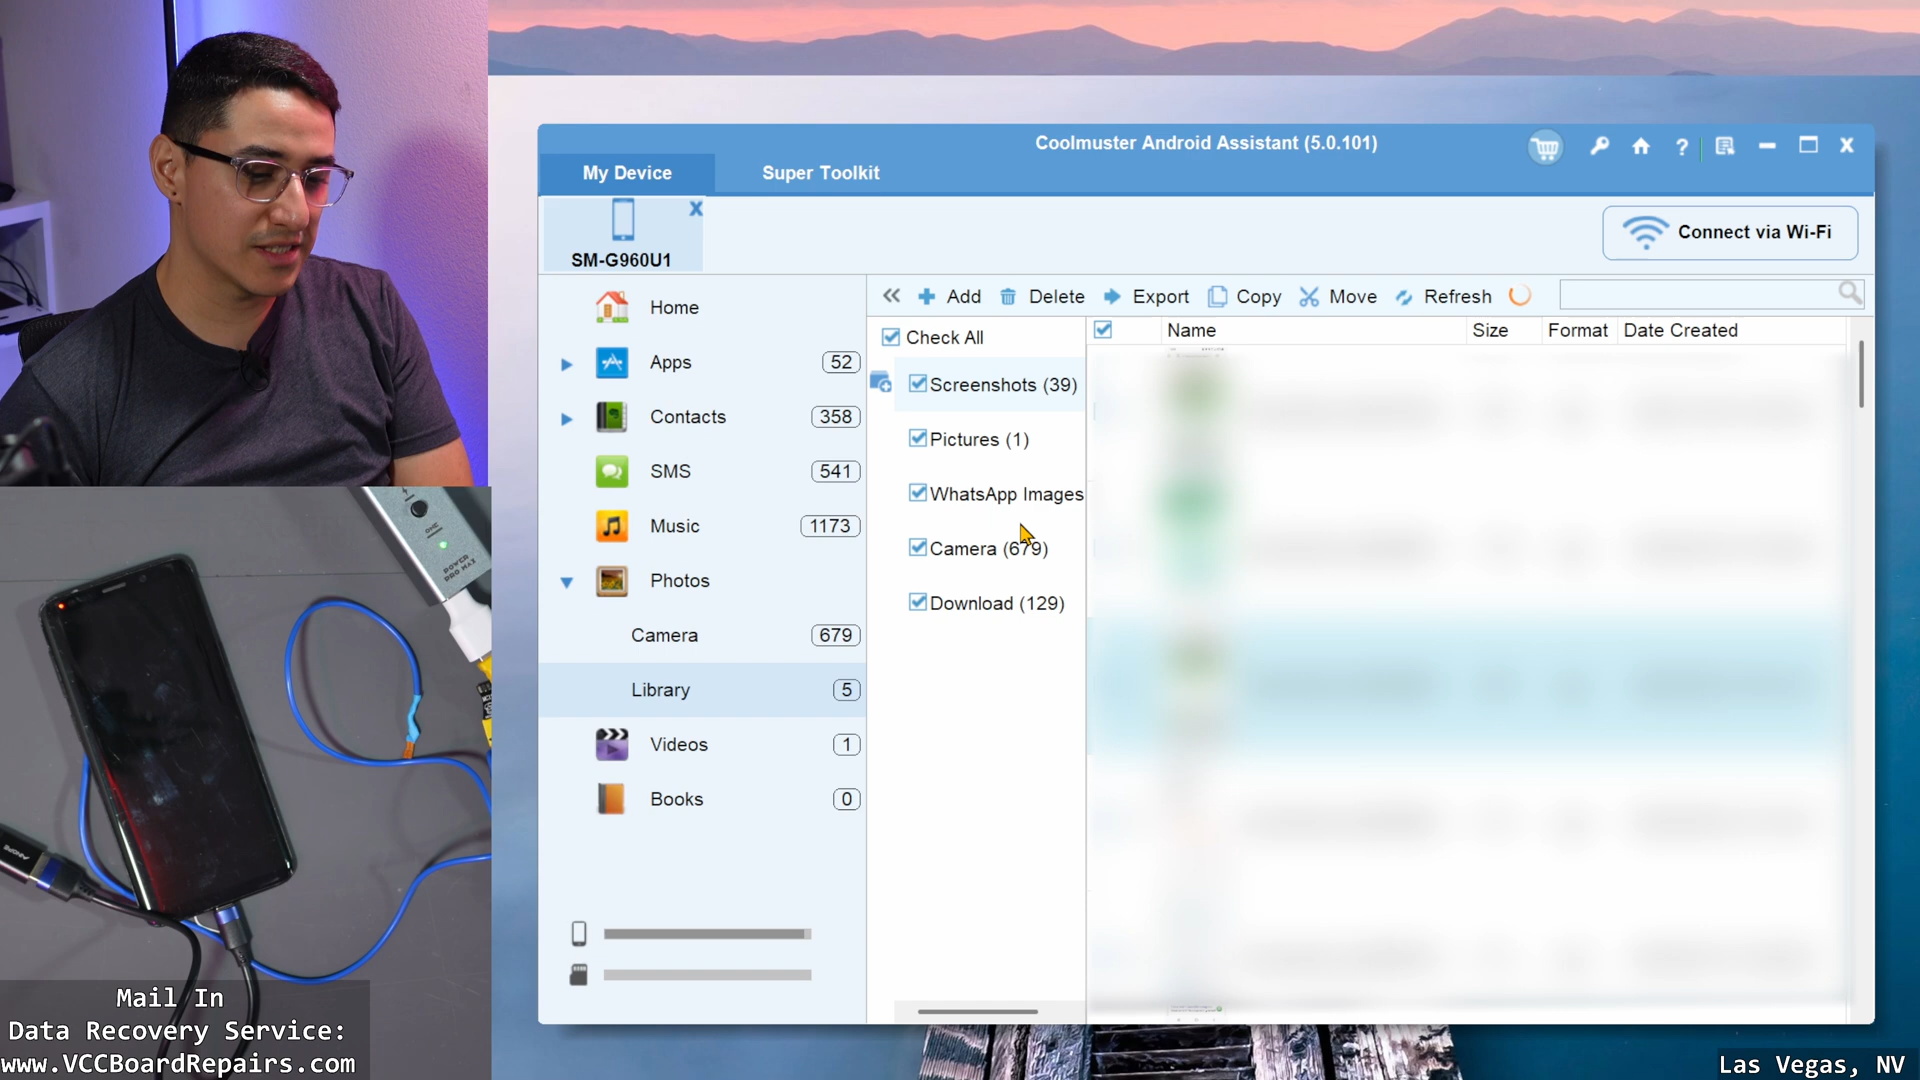 Coolmuster Android Assistant (5.0.101)
My Device
Super Toolkit
SM-G960U1
Connect via Wi-Fi
Home
Apps 52
Contacts 358
SMS 541
Music 1173
Photos
Camera 679
Library 5
Videos 1
Books 0
Add Delete Export Copy Move Refresh
Check All
Screenshots (39)
Pictures (1)
WhatsApp Images
Camera (679)
Download (129)
Name Size Format Date Created
POWER
PRO MAX
Mail In
Data Recovery Service:
www.VCCBoardRepairs.com
Las Vegas, NV